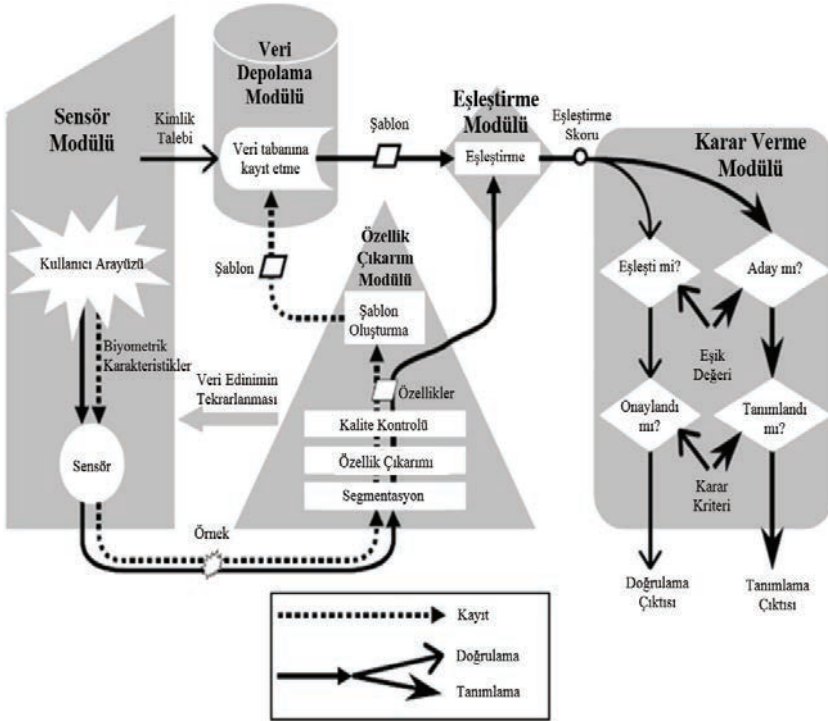 Veri
Depolama
Modülü
Sensör
Modülü
Kimlik
Talebi
Veri tabanına
kayıt etme
Şablon
Eşleştirme
Modülü
Eşleştirme
Eşleştirme
Skoru
Karar Verme
Modülü
Kullanıcı Arayüzü
Şablon
Özellik
Çıkarım
Modülü
Şablon
Oluşturma
Eşleşti mi?
Aday mı?
Eşik
Değeri
Biyometrik
Karakteristikler
Veri Edinimin
Tekrarlanması
Özellikler
Kalite Kontrolü
Özellik Çıkarımı
Segmentasyon
Onaylandı
mı?
Tanımlandı
mı?
Karar
Kriteri
Sensör
Örnek
Doğrulama
Çıktısı
Tanımlama
Çıktısı
Kayıt
Doğrulama
Tanımlama